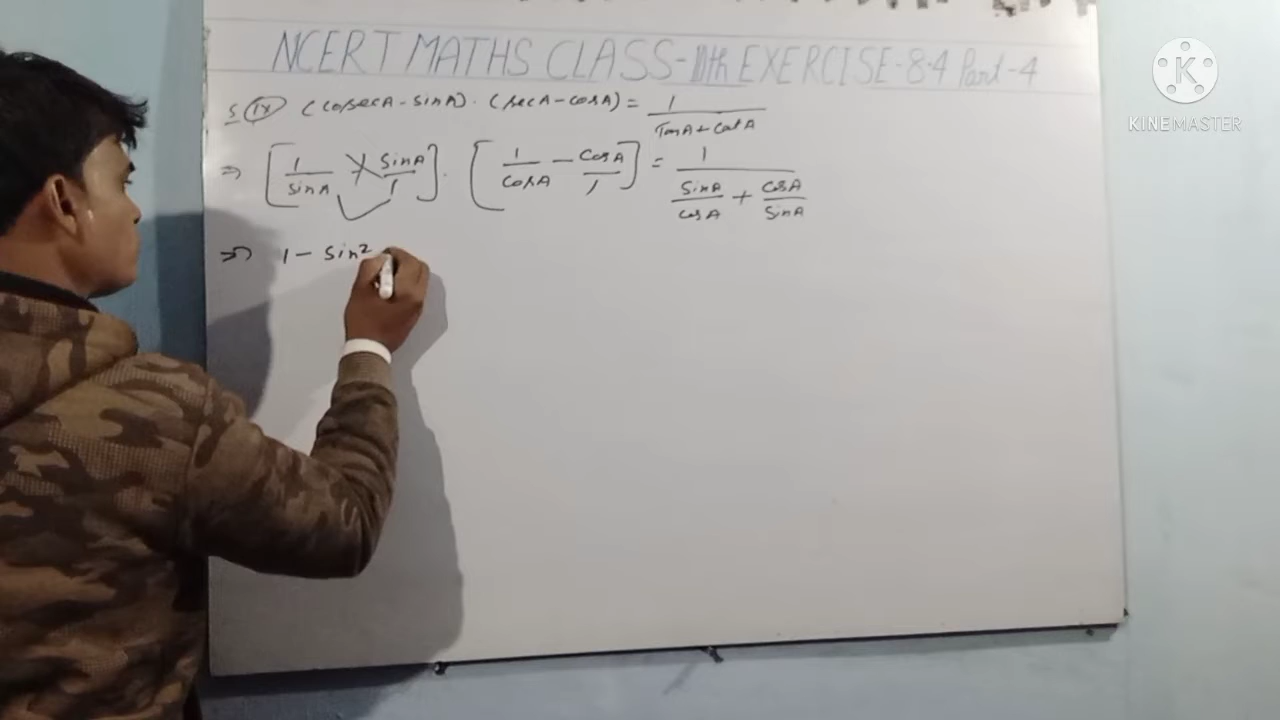 NCERT MATHS CLASS-10th EXERCISE-8.4 Part-4
5 (ix) (CosecA - SinA) · (SecA - CosA) = 1 / TanA + CotA
⇒ [1/SinA - SinA/1] · [1/CosA - CosA/1] = 1 / SinA/CosA + CosA/SinA
⇒ 1 - Sin²
K
KINEMASTER